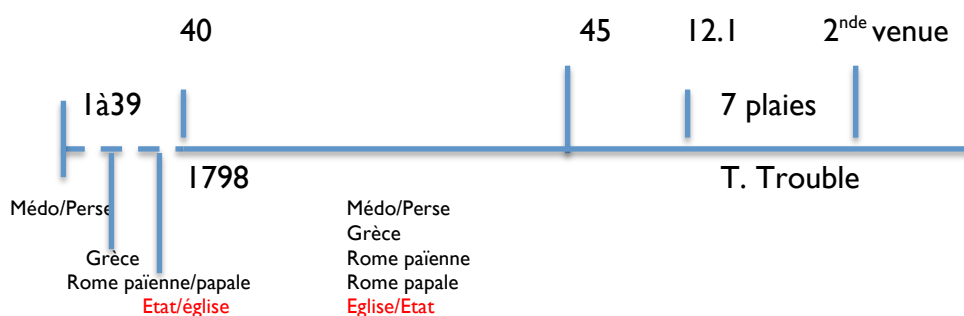 40 45 12.1 2nde venue
1à39 7 plaies
1798 T. Trouble
Médo/Perse Médo/Perse
Grèce
Grèce
Rome païenne
Rome païenne/papale Rome papale
Etat/église Eglise/Etat